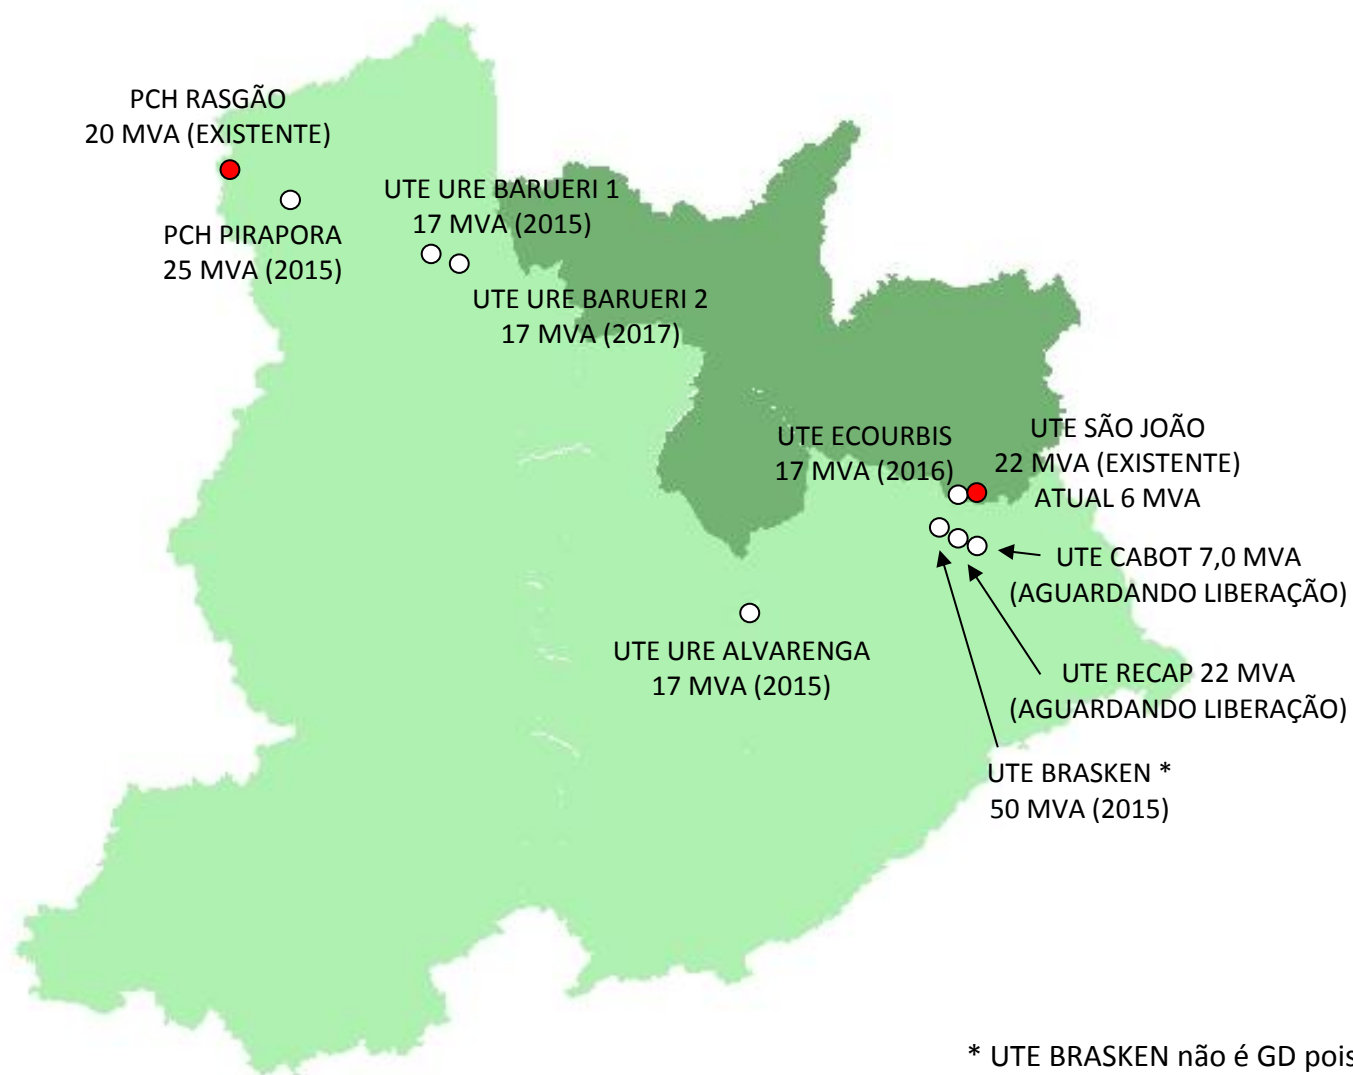 PCH RASGÃO
20 MVA (EXISTENTE)
PCH PIRAPORA
25 MVA (2015)
UTE URE BARUERI 1
17 MVA (2015)
UTE URE BARUERI 2
17 MVA (2017)
UTE ECOURBIS
17 MVA (2016)
UTE SÃO JOÃO
22 MVA (EXISTENTE)
ATUAL 6 MVA
UTE CABOT 7,0 MVA
(AGUARDANDO LIBERAÇÃO)
UTE URE ALVARENGA
17 MVA (2015)
UTE RECAP 22 MVA
(AGUARDANDO LIBERAÇÃO)
UTE BRASKEN *
50 MVA (2015)
* UTE BRASKEN não é GD pois